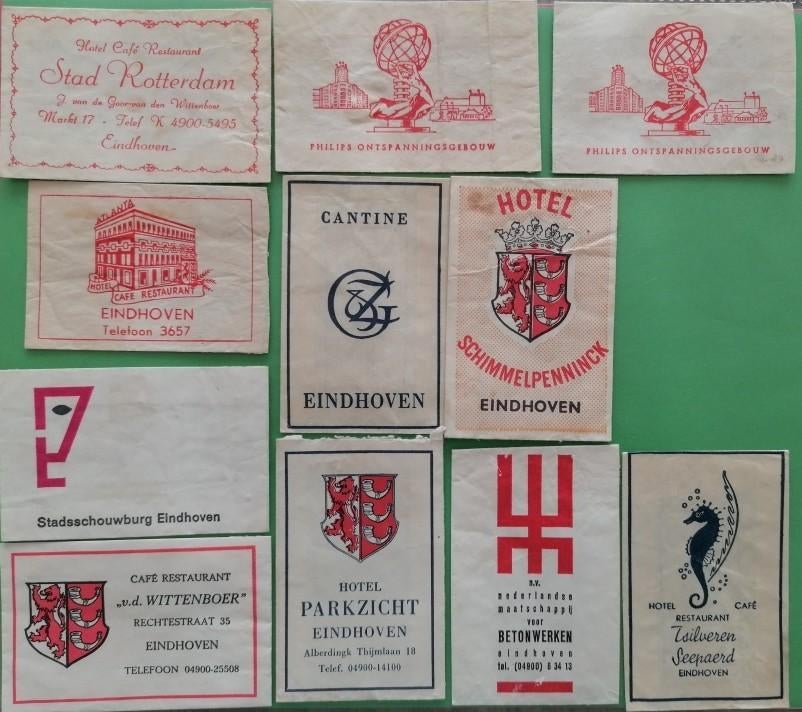 Hotel Café Restaurant
Stad Rotterdam
J. van de Goor-van den Wittenboer
Markt 17 - Telef K 4900-5495
Eindhoven
PHILIPS ONTSPANNINGSGEBOUW
PHILIPS ONTSPANNINGSGEBOUW
ATLANTA
HOTEL CAFE RESTAURANT
EINDHOVEN
Telefoon 3657
CANTINE
EINDHOVEN
HOTEL
SCHIMMELPENNINCK
EINDHOVEN
Stadsschouwburg Eindhoven
CAFÉ RESTAURANT
„v.d. WITTENBOER”
RECHTESTRAAT 35
EINDHOVEN
TELEFOON 04900-25508
HOTEL
PARKZICHT
EINDHOVEN
Alberdingk Thijmlaan 18
Telef. 04900-14100
n.v.
nederlandse
maatschappij
voor
BETONWERKEN
eindhoven
tel. (04900) 6 34 13
HOTEL CAFÉ
RESTAURANT
Tsilveren
Seepaerd
EINDHOVEN